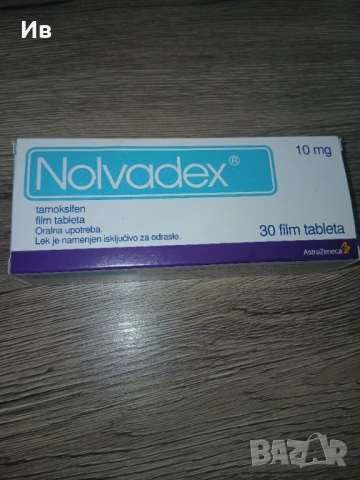 Ив
Nolvadex®
10 mg
tamoksifen
film tableta
Oralna upotreba.
Lek je namenjen isključivo za odrasle.
30 film tableta
AstraZeneca
BAZAR